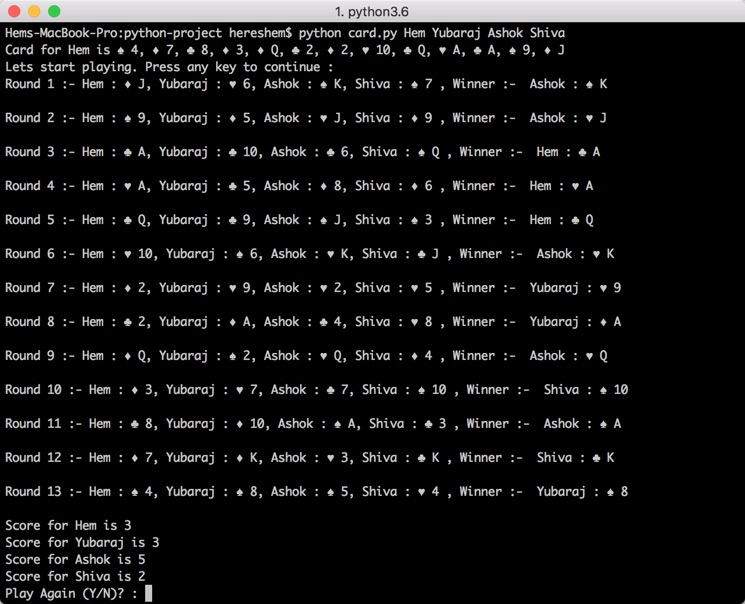 1. python3.6
Hems-MacBook-Pro:python-project hereshem$ python card.py Hem Yubaraj Ashok Shiva
Card for Hem is ♠ 4, ♦ 7, ♣ 8, ♦ 3, ♦ Q, ♣ 2, ♦ 2, ♥ 10, ♣ Q, ♥ A, ♣ A, ♠ 9, ♦ J
Lets start playing. Press any key to continue :
Round 1 :- Hem : ♦ J, Yubaraj : ♥ 6, Ashok : ♠ K, Shiva : ♠ 7 , Winner :-  Ashok : ♠ K
Round 2 :- Hem : ♠ 9, Yubaraj : ♦ 5, Ashok : ♥ J, Shiva : ♦ 9 , Winner :-  Ashok : ♥ J
Round 3 :- Hem : ♣ A, Yubaraj : ♣ 10, Ashok : ♣ 6, Shiva : ♠ Q , Winner :-  Hem : ♣ A
Round 4 :- Hem : ♥ A, Yubaraj : ♣ 5, Ashok : ♦ 8, Shiva : ♦ 6 , Winner :-  Hem : ♥ A
Round 5 :- Hem : ♣ Q, Yubaraj : ♣ 9, Ashok : ♠ J, Shiva : ♠ 3 , Winner :-  Hem : ♣ Q
Round 6 :- Hem : ♥ 10, Yubaraj : ♠ 6, Ashok : ♥ K, Shiva : ♣ J , Winner :-  Ashok : ♥ K
Round 7 :- Hem : ♦ 2, Yubaraj : ♥ 9, Ashok : ♥ 2, Shiva : ♥ 5 , Winner :-  Yubaraj : ♥ 9
Round 8 :- Hem : ♣ 2, Yubaraj : ♦ A, Ashok : ♣ 4, Shiva : ♥ 8 , Winner :-  Yubaraj : ♦ A
Round 9 :- Hem : ♦ Q, Yubaraj : ♠ 2, Ashok : ♥ Q, Shiva : ♦ 4 , Winner :-  Ashok : ♥ Q
Round 10 :- Hem : ♦ 3, Yubaraj : ♥ 7, Ashok : ♣ 7, Shiva : ♠ 10 , Winner :-  Shiva : ♠ 10
Round 11 :- Hem : ♣ 8, Yubaraj : ♦ 10, Ashok : ♠ A, Shiva : ♣ 3 , Winner :-  Ashok : ♠ A
Round 12 :- Hem : ♦ 7, Yubaraj : ♦ K, Ashok : ♥ 3, Shiva : ♣ K , Winner :-  Shiva : ♣ K
Round 13 :- Hem : ♠ 4, Yubaraj : ♠ 8, Ashok : ♠ 5, Shiva : ♥ 4 , Winner :-  Yubaraj : ♠ 8
Score for Hem is 3
Score for Yubaraj is 3
Score for Ashok is 5
Score for Shiva is 2
Play Again (Y/N)? :